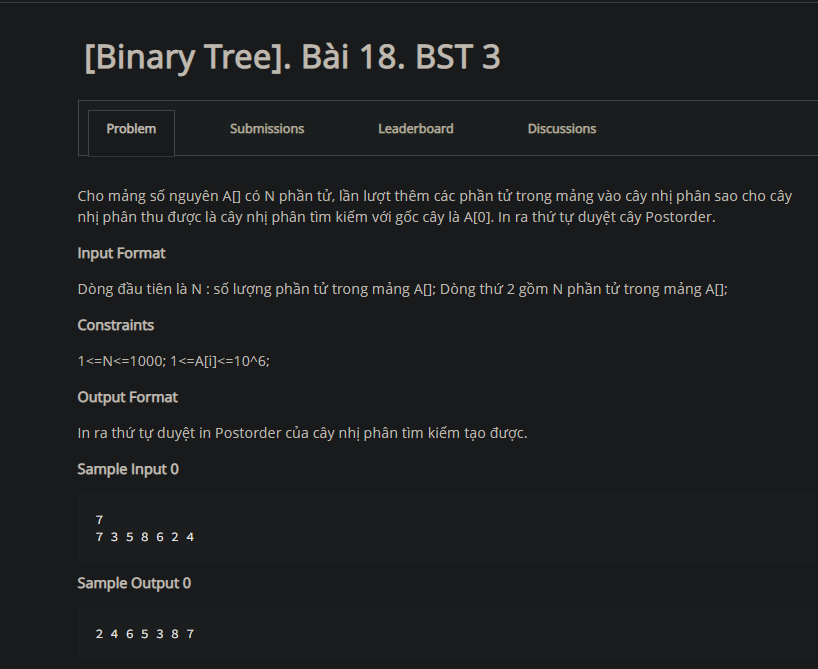 [Binary Tree]. Bài 18. BST 3
Problem
Submissions
Leaderboard
Discussions
Cho mảng số nguyên A[] có N phần tử, lần lượt thêm các phần tử trong mảng vào cây nhị phân sao cho cây
nhị phân thu được là cây nhị phân tìm kiếm với gốc cây là A[0]. In ra thứ tự duyệt cây Postorder.
Input Format
Dòng đầu tiên là N : số lượng phần tử trong mảng A[]; Dòng thứ 2 gồm N phần tử trong mảng A[];
Constraints
1<=N<=1000; 1<=A[i]<=10^6;
Output Format
In ra thứ tự duyệt in Postorder của cây nhị phân tìm kiếm tạo được.
Sample Input 0
7
7 3 5 8 6 2 4
Sample Output 0
2 4 6 5 3 8 7